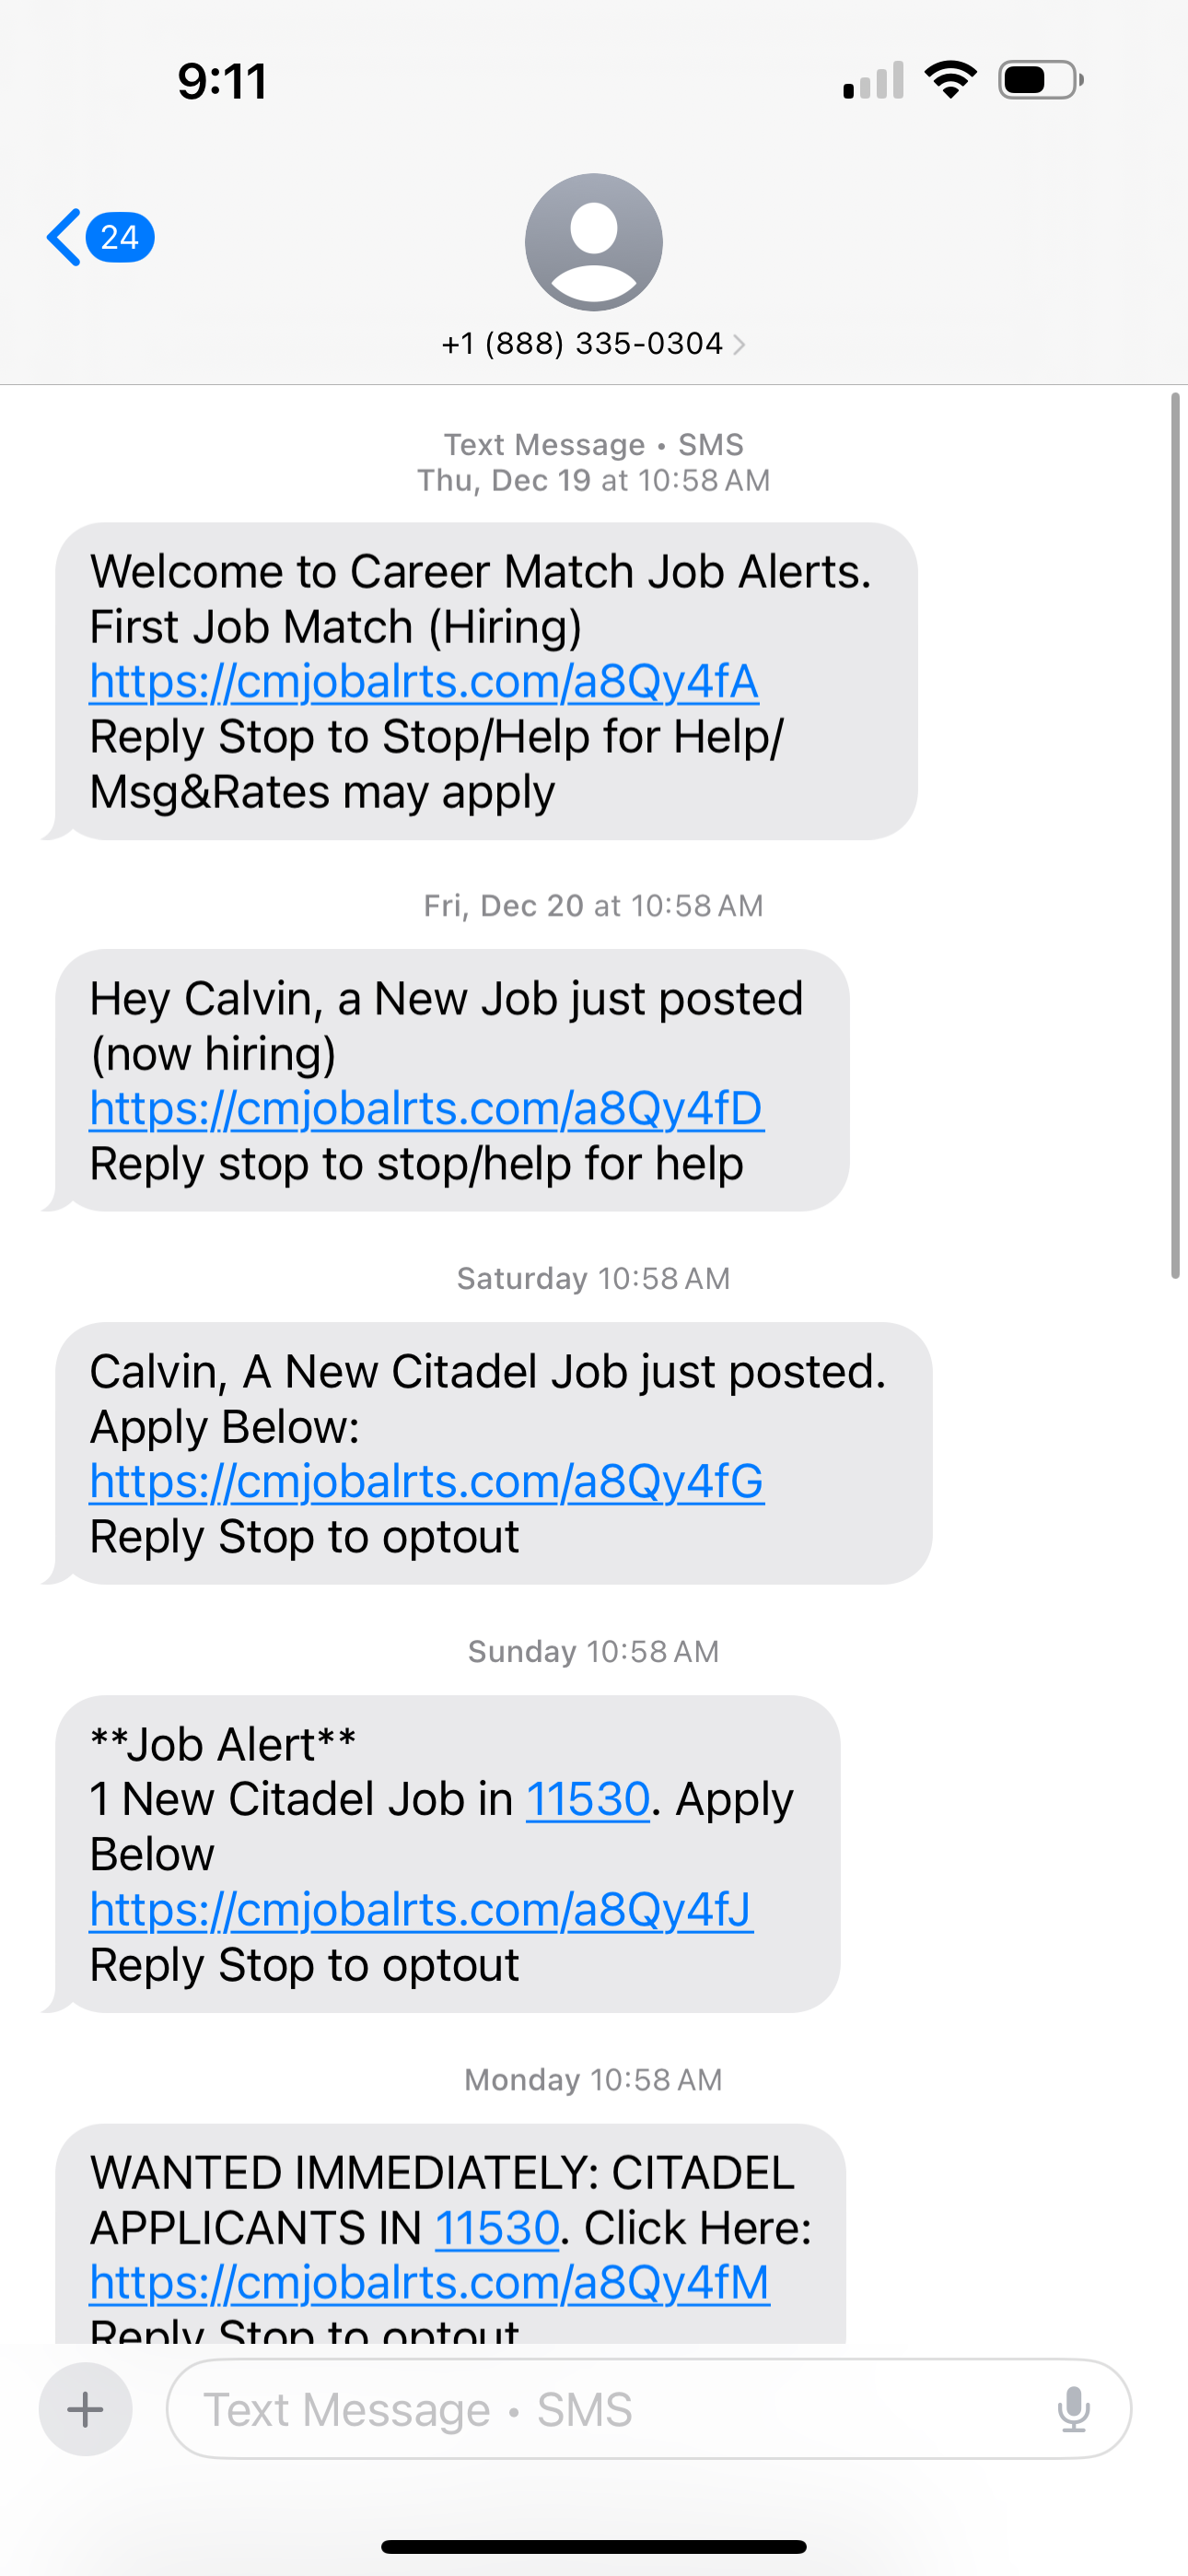 9:11
24
+1 (888) 335-0304
Text Message • SMS
Thu, Dec 19 at 10:58 AM
Welcome to Career Match Job Alerts.
First Job Match (Hiring)
https://cmjobalrts.com/a8Qy4fA
Reply Stop to Stop/Help for Help/
Msg&Rates may apply
Fri, Dec 20 at 10:58 AM
Hey Calvin, a New Job just posted
(now hiring)
https://cmjobalrts.com/a8Qy4fD
Reply stop to stop/help for help
Saturday 10:58 AM
Calvin, A New Citadel Job just posted.
Apply Below:
https://cmjobalrts.com/a8Qy4fG
Reply Stop to optout
Sunday 10:58 AM
**Job Alert**
1 New Citadel Job in 11530. Apply
Below
https://cmjobalrts.com/a8Qy4fJ
Reply Stop to optout
Monday 10:58 AM
WANTED IMMEDIATELY: CITADEL
APPLICANTS IN 11530. Click Here:
https://cmjobalrts.com/a8Qy4fM
Reply Stop to optout
Text Message • SMS